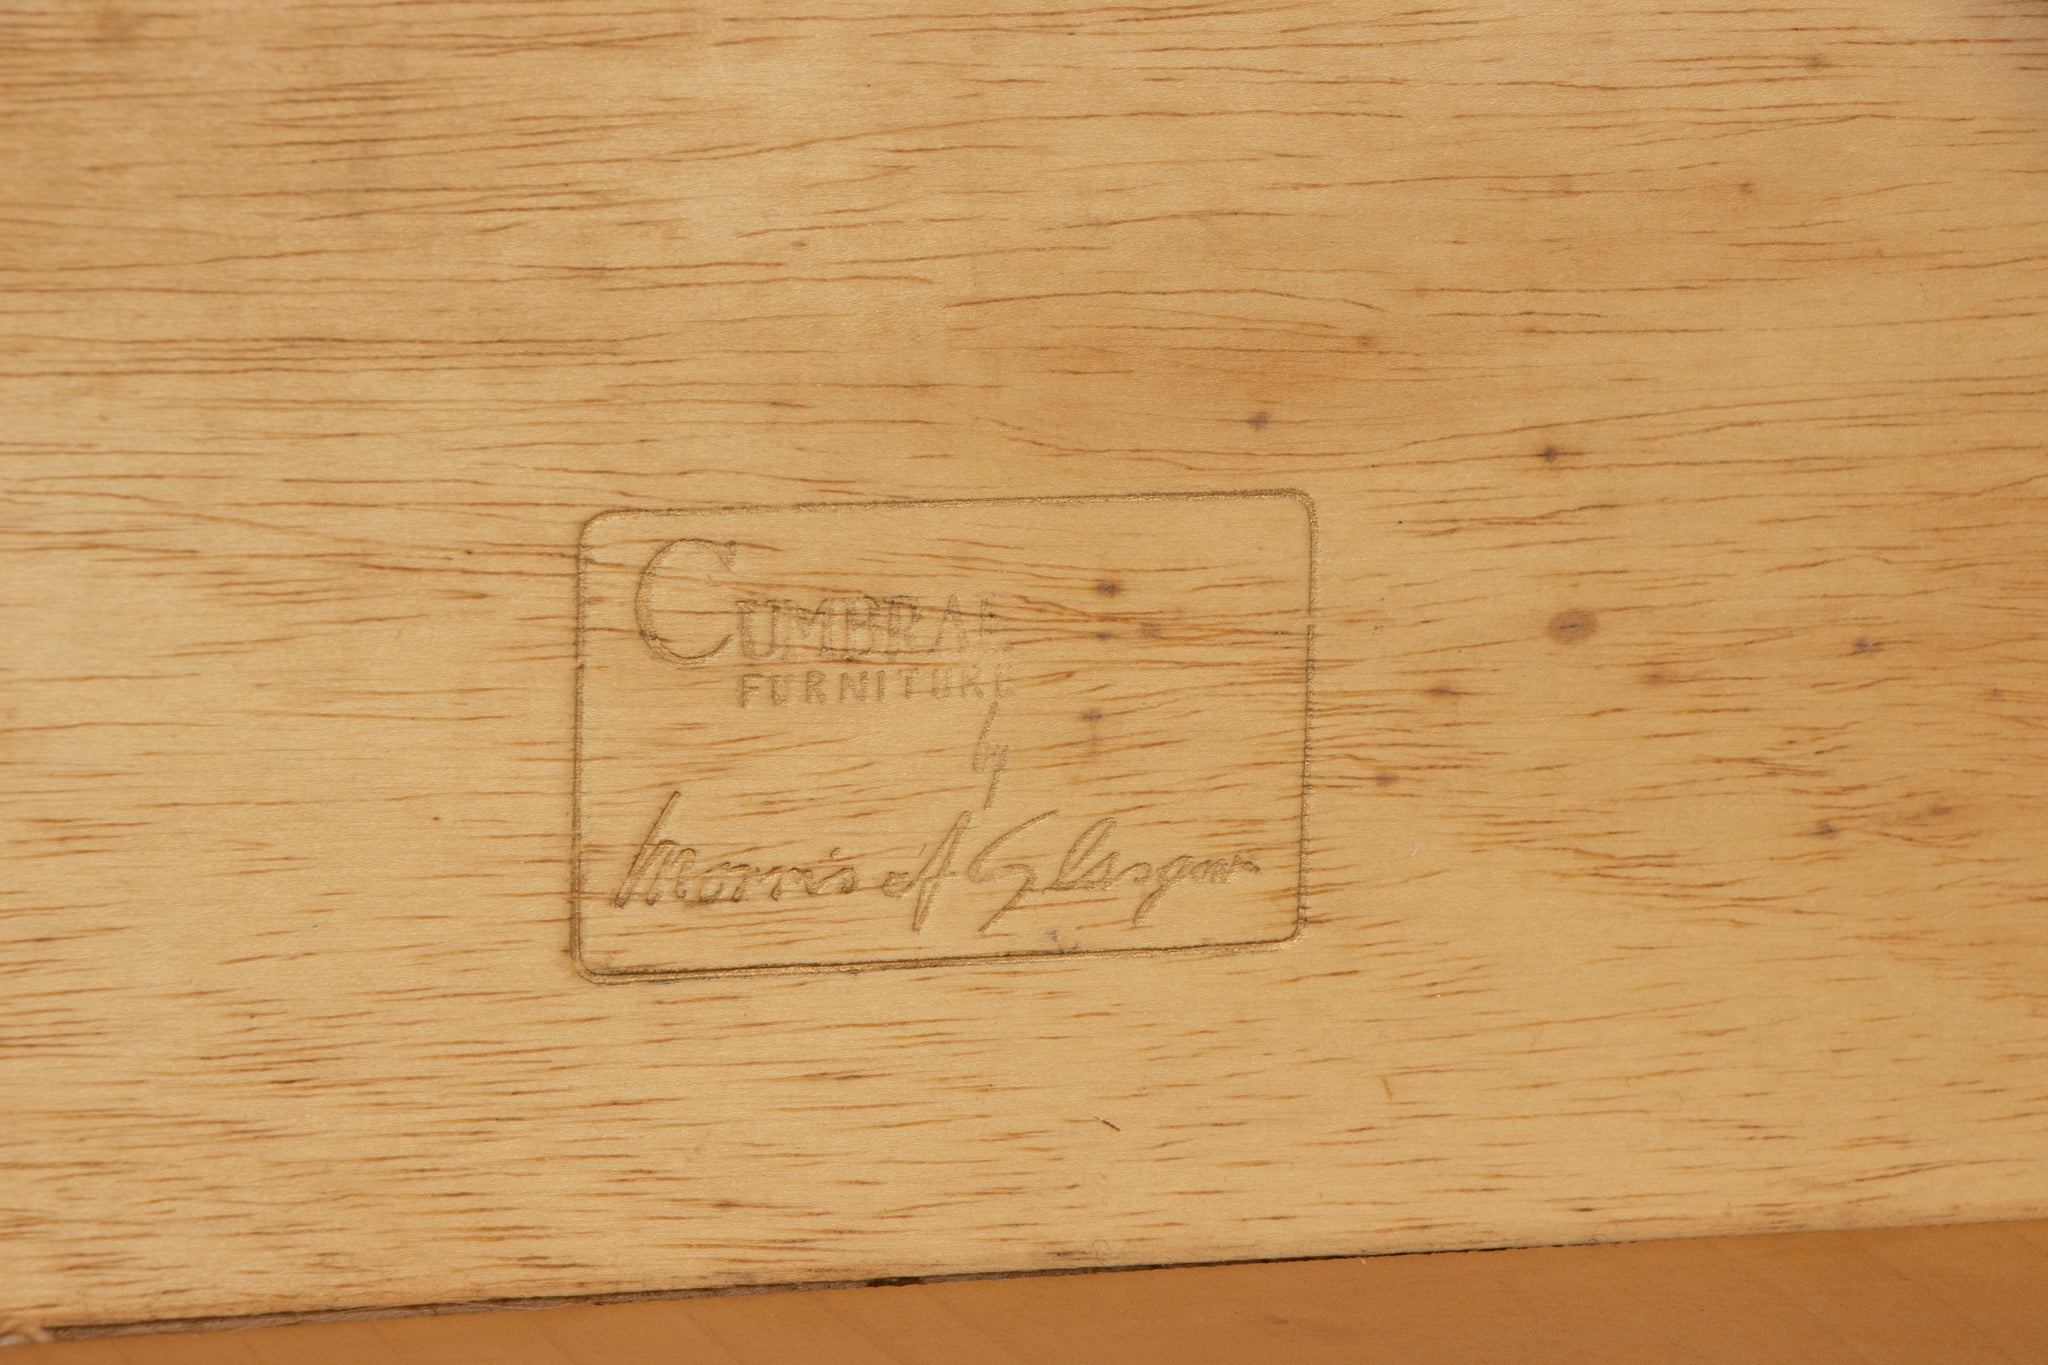 CUMBRAE
FURNITURE
by
Morris of Glasgow